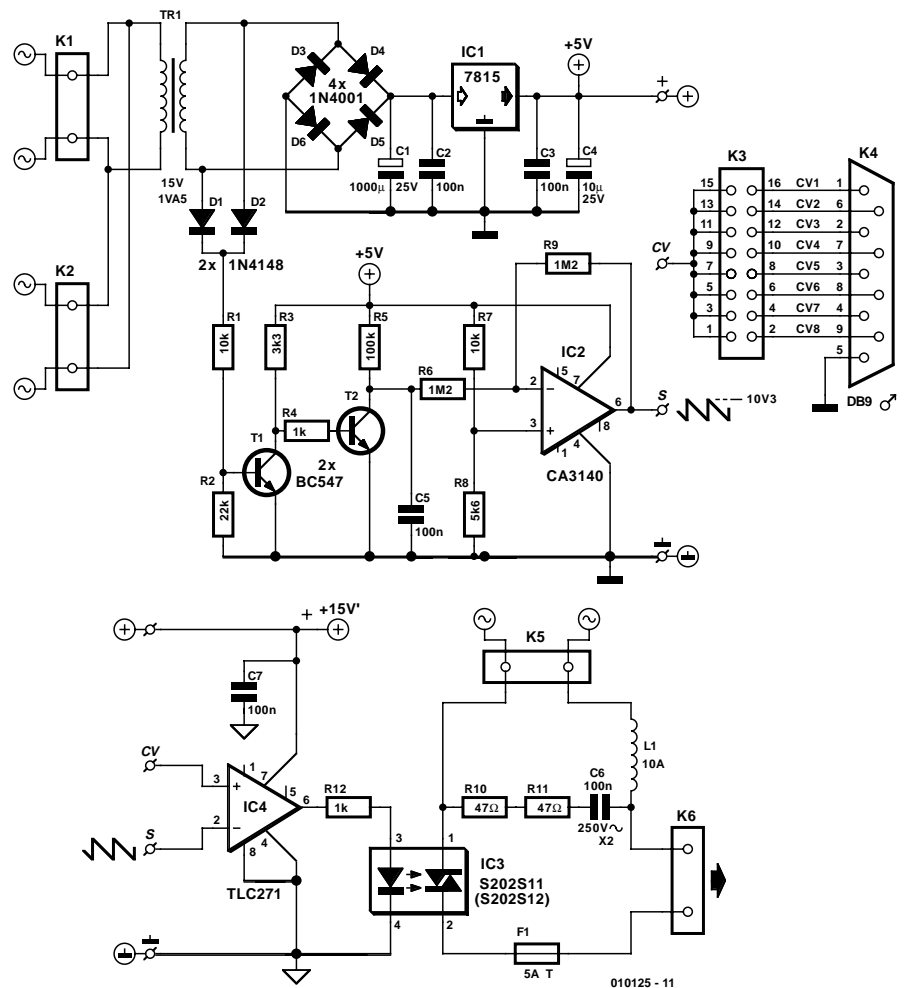 K1
TR1
D3
D4
4x
1N4001
D6
D5
IC1
7815
+5V
+
15V
1VA5
D1
D2
2x
1N4148
C1
1000µ
25V
C2
100n
C3
100n
C4
10µ
25V
K3
K4
15
16
CV1
1
13
14
CV2
6
11
12
CV3
2
9
10
CV4
7
CV
7
8
CV5
3
5
6
CV6
8
3
4
CV7
4
1
2
CV8
9
5
DB9 ♂
K2
+5V
R1
10k
R3
3k3
R5
100k
R7
10k
R9
1M2
IC2
R6
1M2
2
3
5
7
6
8
4
1
S
10V3
CA3140
R4
1k
T2
T1
2x
BC547
R2
22k
C5
100n
R8
5k6
+ +15V'
C7
100n
CV
3
1
7
5
IC4
6
S
2
8
4
TLC271
R12
1k
K5
L1
10A
R10
47Ω
R11
47Ω
C6
100n
250V~
X2
K6
3
1
IC3
S202S11
(S202S12)
4
2
F1
5A T
010125 - 11